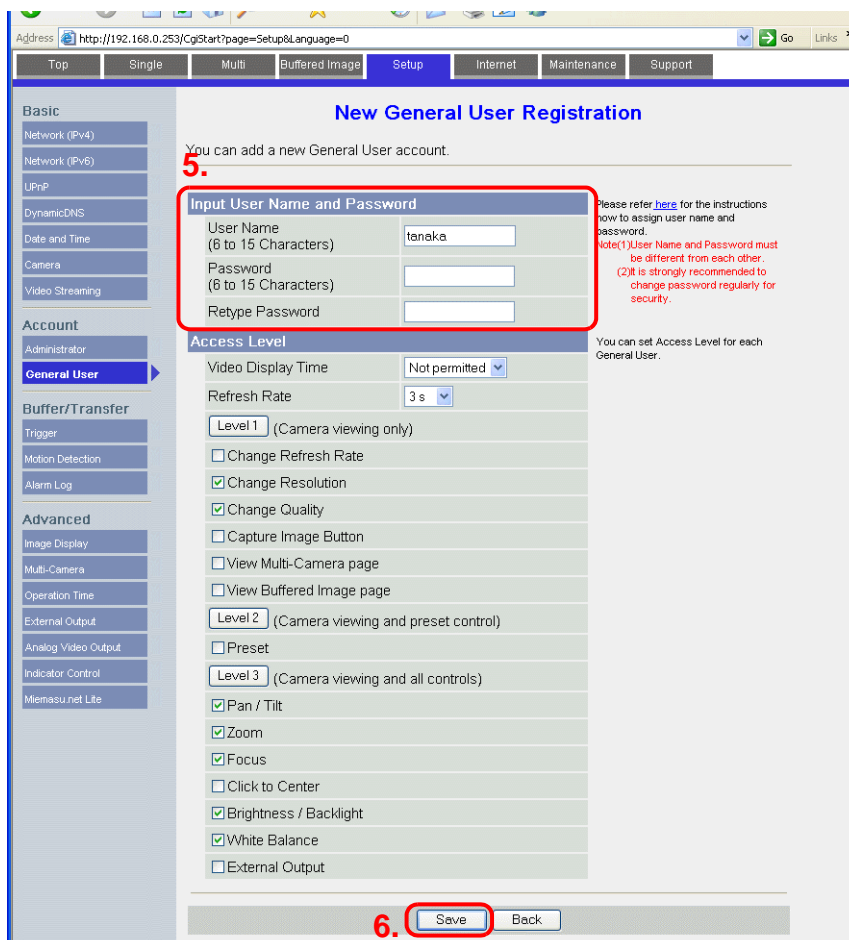 Address http://192.168.0.253/CgiStart?page=Setup&Language=0 Go Links
Top Single Multi Buffered Image Setup Internet Maintenance Support
Basic
Network (IPv4)
Network (IPv6)
UPnP
DynamicDNS
Date and Time
Camera
Video Streaming
Account
Administrator
General User
Buffer/Transfer
Trigger
Motion Detection
Alarm Log
Advanced
Image Display
Multi-Camera
Operation Time
External Output
Analog Video Output
Indicator Control
Miemasu.net Lite
New General User Registration
You can add a new General User account.
5.
Input User Name and Password
User Name
(6 to 15 Characters)
tanaka
Password
(6 to 15 Characters)
Retype Password
Please refer here for the instructions
how to assign user name and
password.
Note(1)User Name and Password must
be different from each other.
(2)It is strongly recommended to
change password regularly for
security.
Access Level
You can set Access Level for each
General User.
Video Display Time Not permitted
Refresh Rate 3 s
Level 1 (Camera viewing only)
Change Refresh Rate
Change Resolution
Change Quality
Capture Image Button
View Multi-Camera page
View Buffered Image page
Level 2 (Camera viewing and preset control)
Preset
Level 3 (Camera viewing and all controls)
Pan / Tilt
Zoom
Focus
Click to Center
Brightness / Backlight
White Balance
External Output
6. Save Back